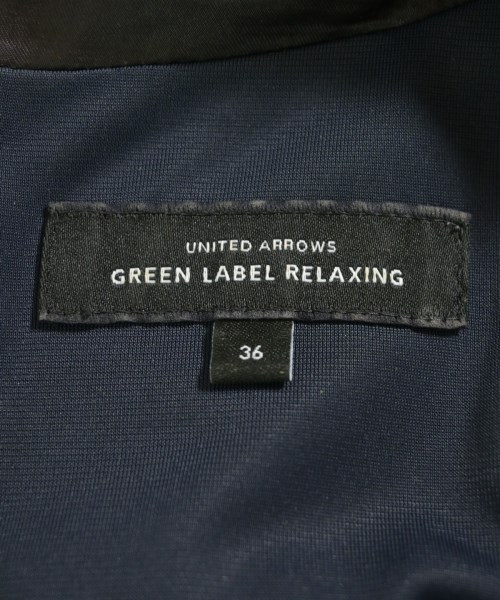 UNITED ARROWS
GREEN LABEL RELAXING
36